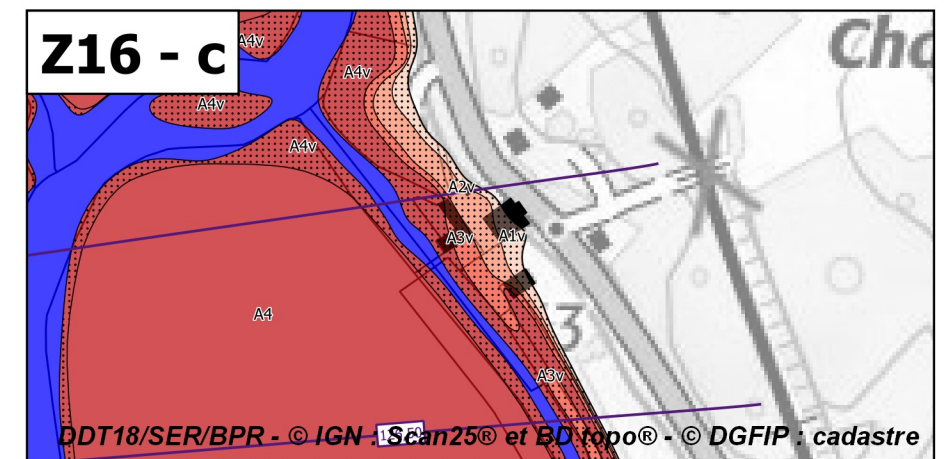 Z16 - c
A4v
A4v
A4v
A4v
A2v
A3v
A1v
A4
3
A3v
DDT18/SER/BPR - © IGN : Scan25® et BD topo® - © DGFIP : cadastre